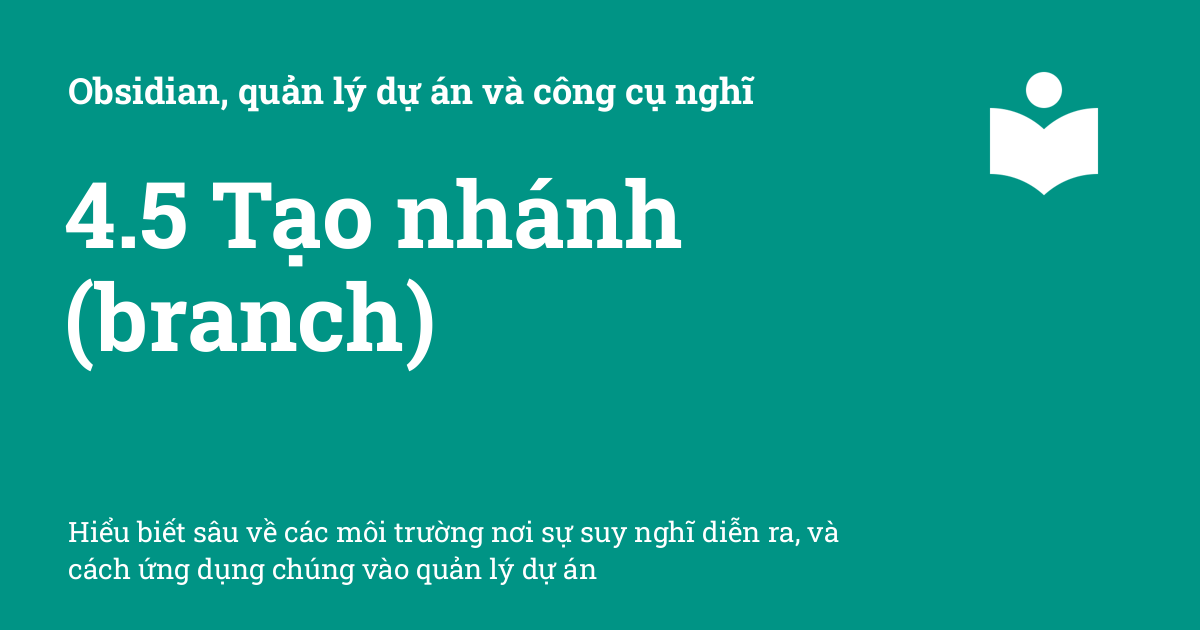 Obsidian, quản lý dự án và công cụ nghĩ
4.5 Tạo nhánh
(branch)
Hiểu biết sâu về các môi trường nơi sự suy nghĩ diễn ra, và
cách ứng dụng chúng vào quản lý dự án